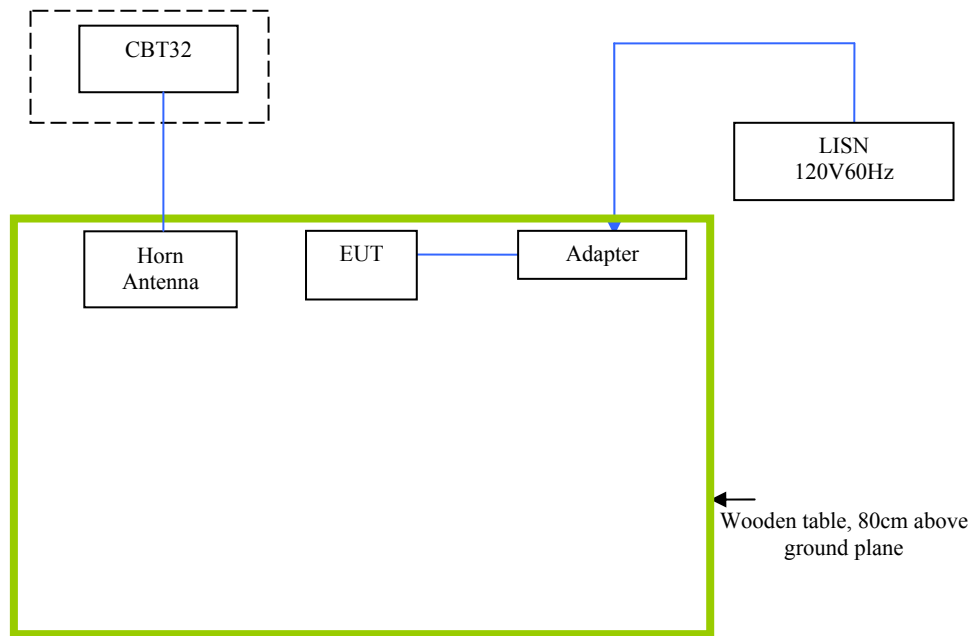 CBT32
LISN
120V60Hz
Horn
Antenna
EUT
Adapter
Wooden table, 80cm above
ground plane